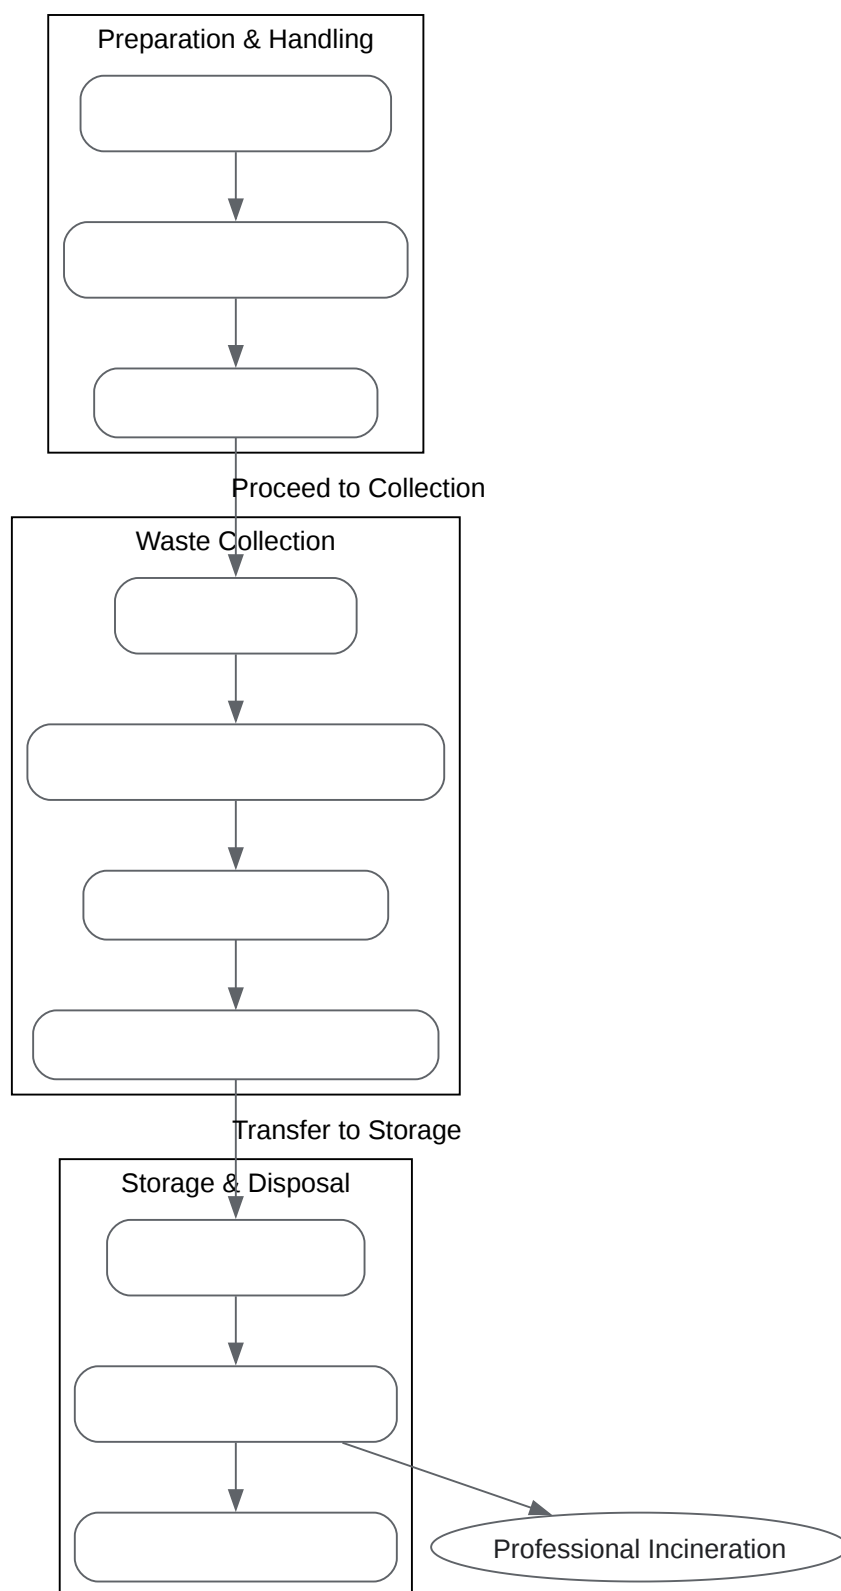 Preparation & Handling
Proceed to Collection
Waste Collection
Transfer to Storage
Storage & Disposal
Professional Incineration